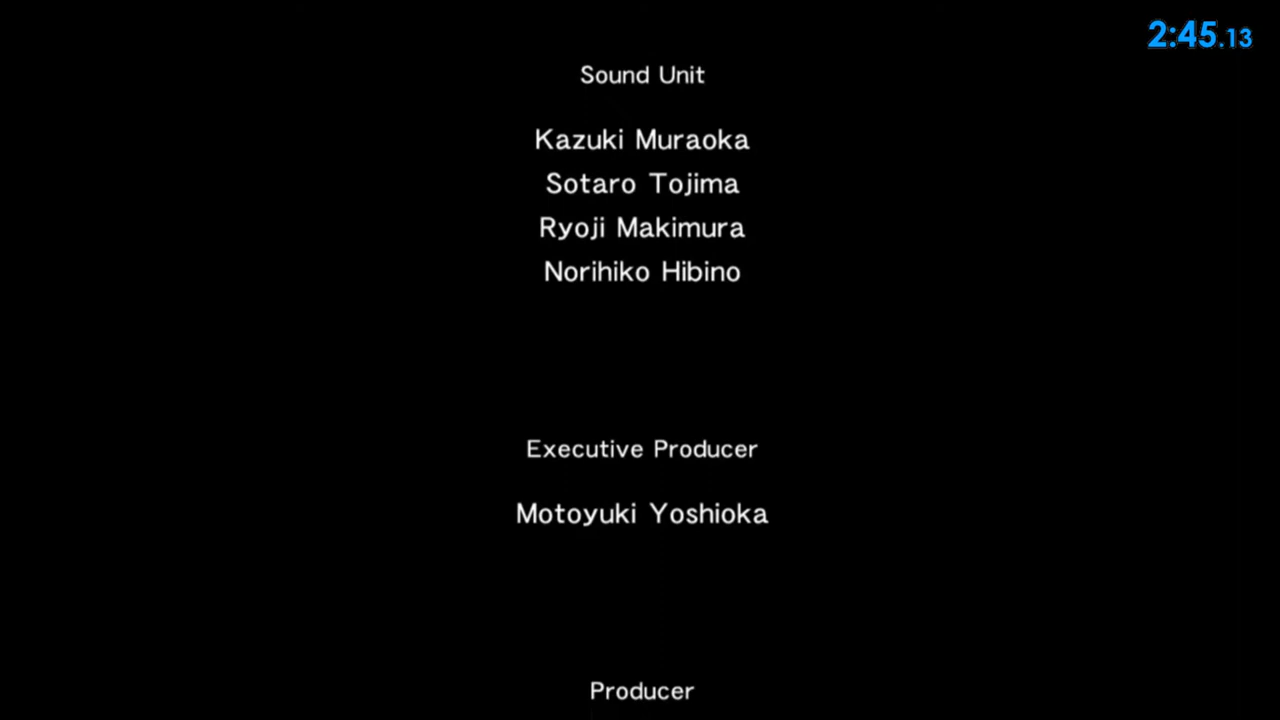 2:45.13
Sound Unit
Kazuki Muraoka
Sotaro Tojima
Ryoji Makimura
Norihiko Hibino
Executive Producer
Motoyuki Yoshioka
Producer